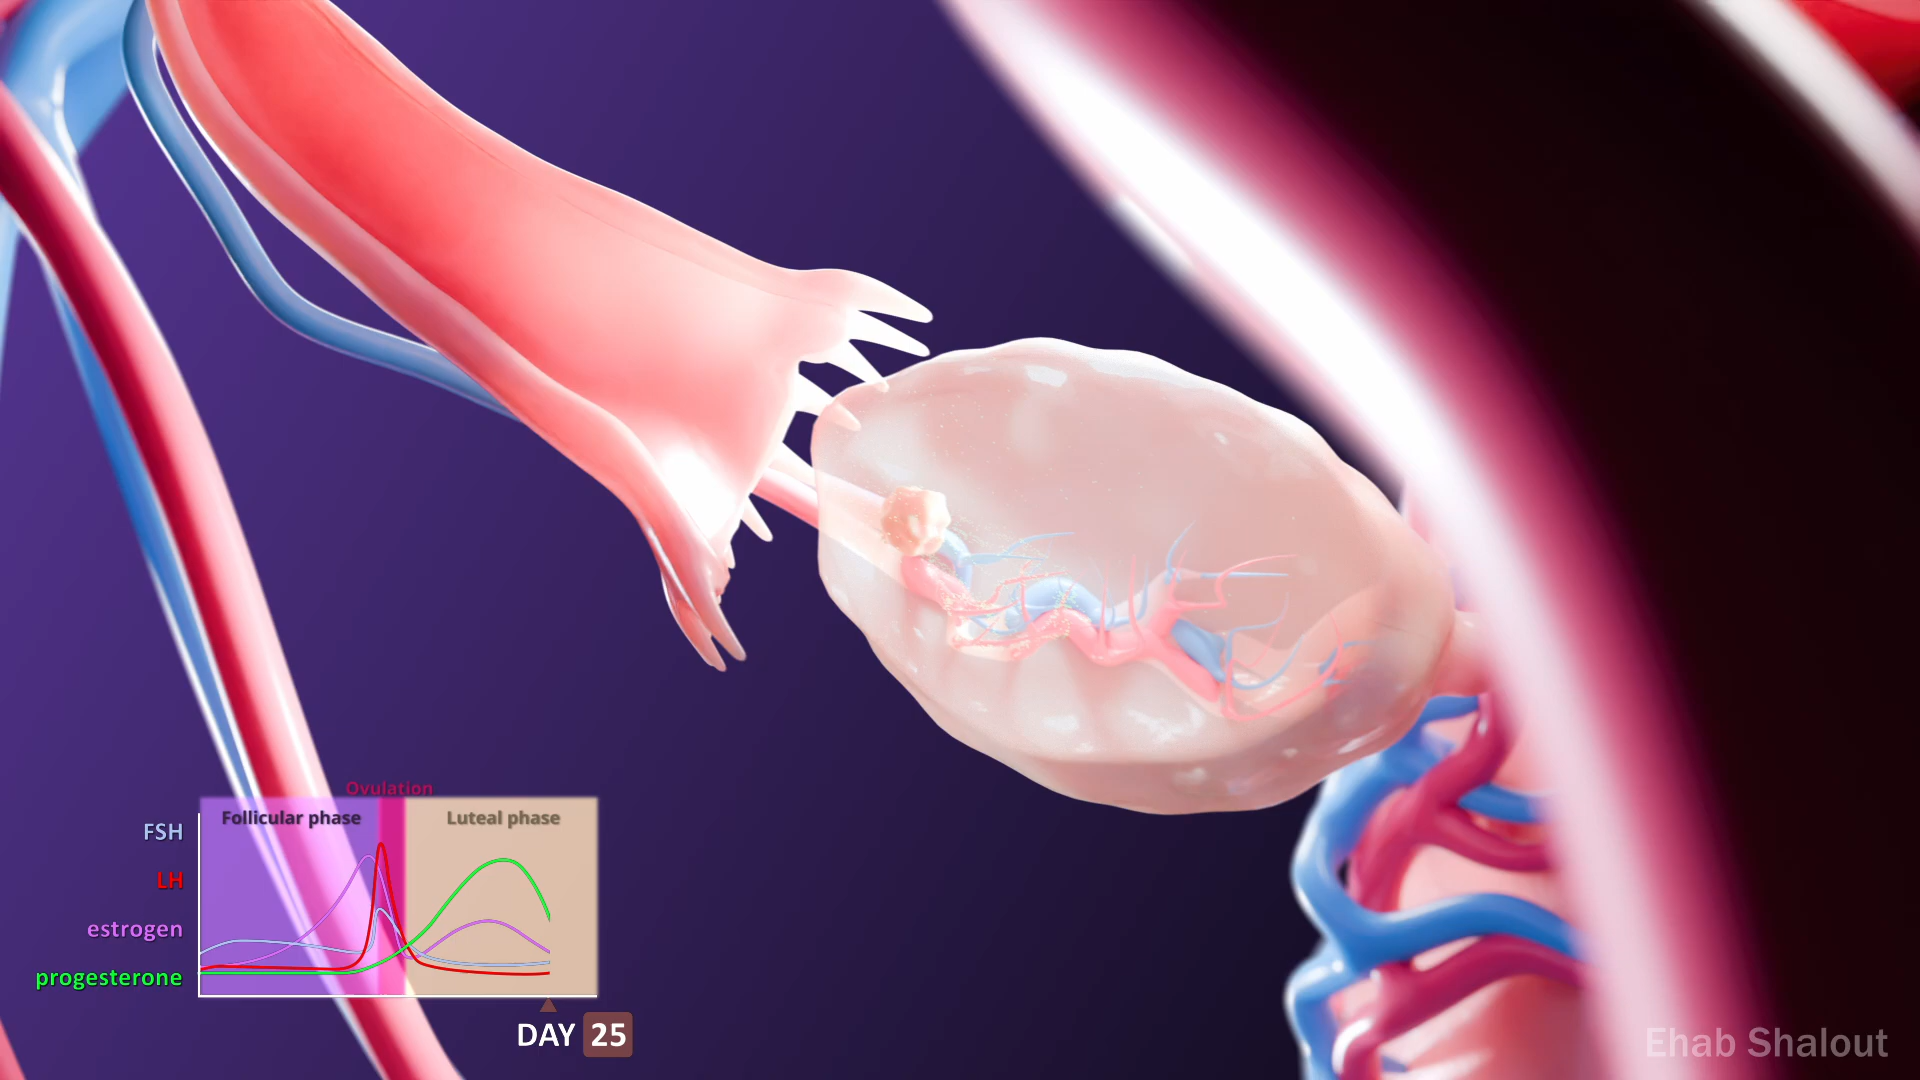 Ovulation
Follicular phase
Luteal phase
FSH
LH
estrogen
progesterone
DAY 25
Ehab Shalout